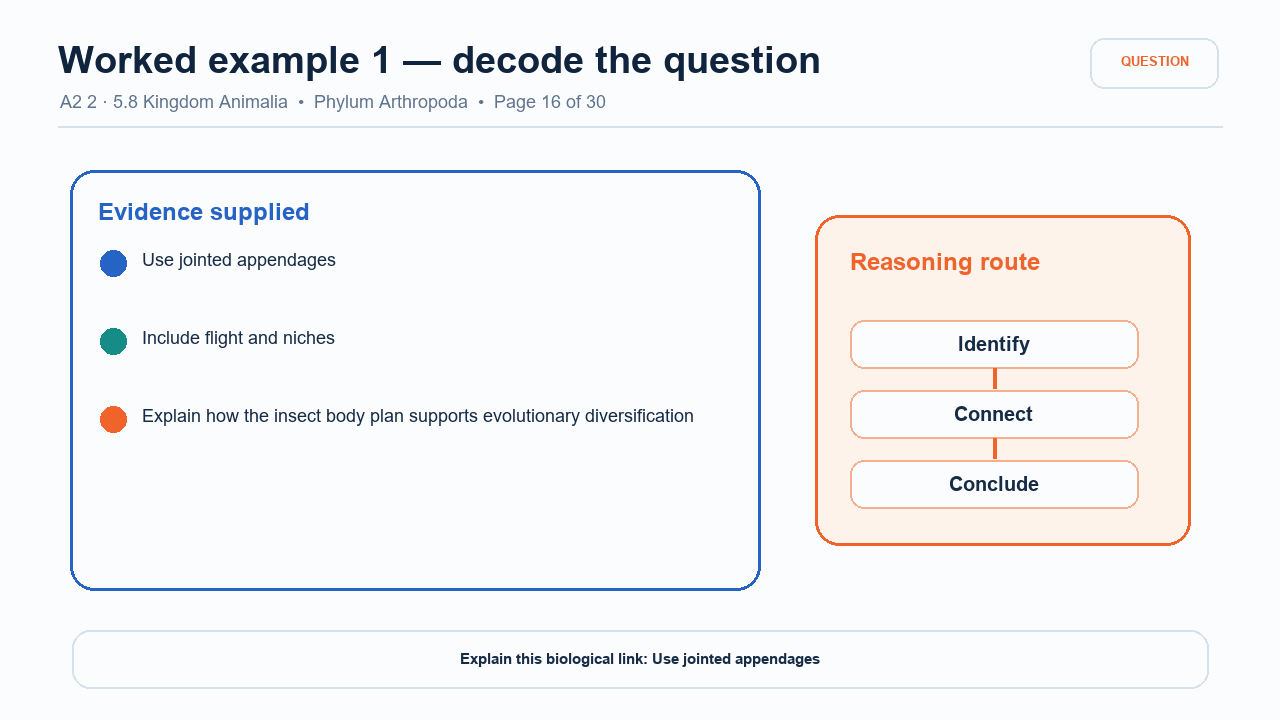 Worked example 1 — decode the question
QUESTION
A2 2 · 5.8 Kingdom Animalia • Phylum Arthropoda • Page 16 of 30
Evidence supplied
Use jointed appendages
Include flight and niches
Explain how the insect body plan supports evolutionary diversification
Reasoning route
Identify
Connect
Conclude
Explain this biological link: Use jointed appendages